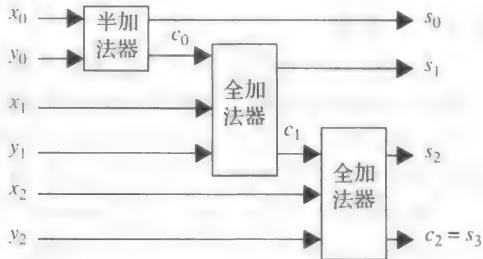 x₀
y₀
半加
法器
c₀
s₀
x₁
y₁
全加
法器
c₁
s₁
x₂
y₂
全加
法器
s₂
c₂ = s₃